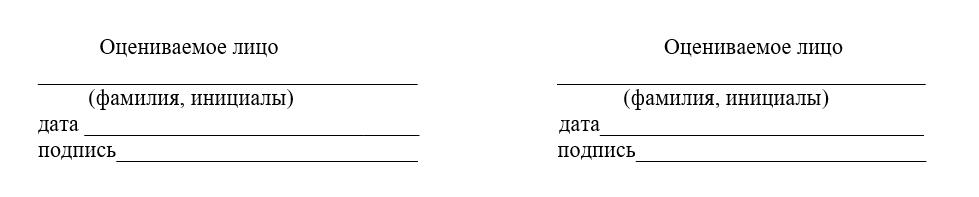 Оцениваемое лицо Оцениваемое лицо
(фамилия, инициалы) (фамилия, инициалы)
дата дата
подпись подпись